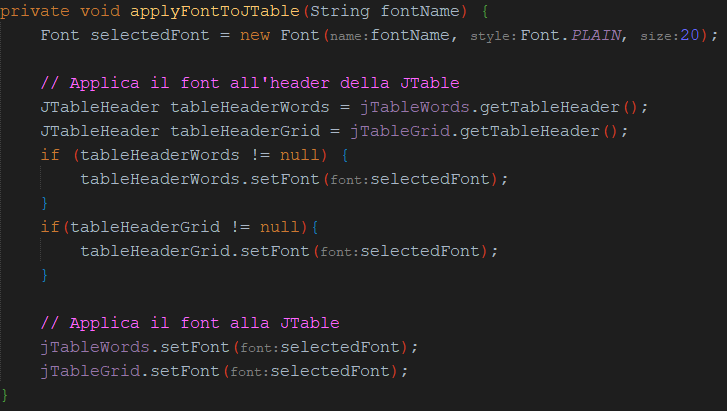 private void applyFontToJTable(String fontName) {
    Font selectedFont = new Font(name:fontName, style:Font.PLAIN, size:20);

    // Applica il font all'header della JTable
    JTableHeader tableHeaderWords = jTableWords.getTableHeader();
    JTableHeader tableHeaderGrid = jTableGrid.getTableHeader();
    if (tableHeaderWords != null) {
        tableHeaderWords.setFont(font:selectedFont);
    }
    if(tableHeaderGrid != null){
        tableHeaderGrid.setFont(font:selectedFont);
    }

    // Applica il font alla JTable
    jTableWords.setFont(font:selectedFont);
    jTableGrid.setFont(font:selectedFont);
}